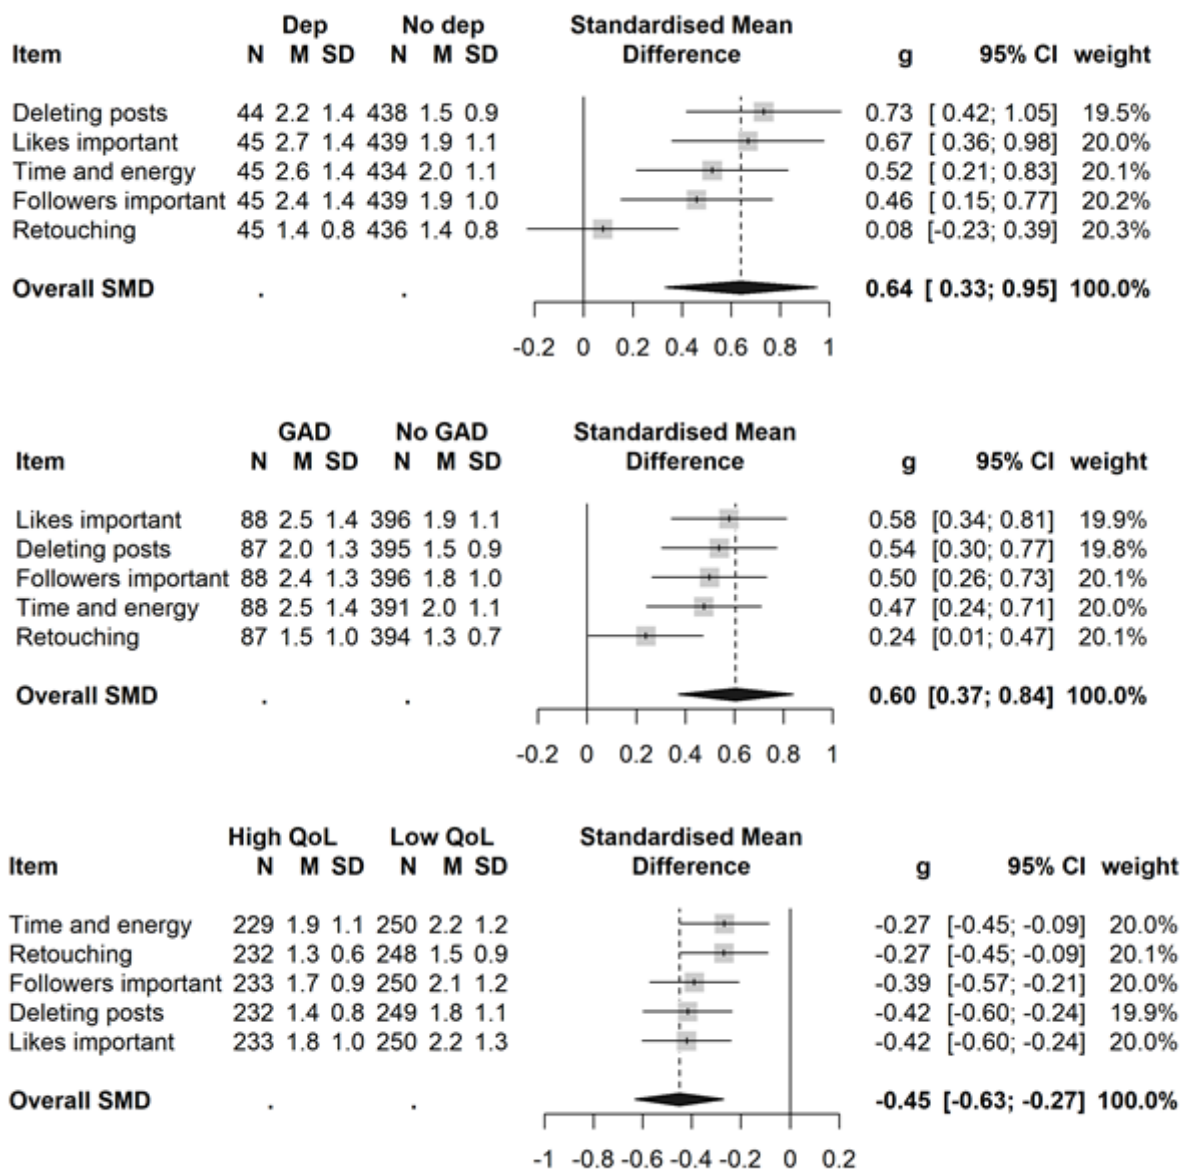 Dep No dep Standardised Mean
Item N M SD N M SD Difference g 95% CI weight
Deleting posts 44 2.2 1.4 438 1.5 0.9 0.73 [ 0.42; 1.05] 19.5%
Likes important 45 2.7 1.4 439 1.9 1.1 0.67 [ 0.36; 0.98] 20.0%
Time and energy 45 2.6 1.4 434 2.0 1.1 0.52 [ 0.21; 0.83] 20.1%
Followers important 45 2.4 1.4 439 1.9 1.0 0.46 [ 0.15; 0.77] 20.2%
Retouching 45 1.4 0.8 436 1.4 0.8 0.08 [-0.23; 0.39] 20.3%
Overall SMD . . 0.64 [ 0.33; 0.95] 100.0%
-0.2 0 0.2 0.4 0.6 0.8 1
GAD No GAD Standardised Mean
Item N M SD N M SD Difference g 95% CI weight
Likes important 88 2.5 1.4 396 1.9 1.1 0.58 [0.34; 0.81] 19.9%
Deleting posts 87 2.0 1.3 395 1.5 0.9 0.54 [0.30; 0.77] 19.8%
Followers important 88 2.4 1.3 396 1.8 1.0 0.50 [0.26; 0.73] 20.1%
Time and energy 88 2.5 1.4 391 2.0 1.1 0.47 [0.24; 0.71] 20.0%
Retouching 87 1.5 1.0 394 1.3 0.7 0.24 [0.01; 0.47] 20.1%
Overall SMD . . 0.60 [0.37; 0.84] 100.0%
-0.2 0 0.2 0.4 0.6 0.8 1
High QoL Low QoL Standardised Mean
Item N M SD N M SD Difference g 95% CI weight
Time and energy 229 1.9 1.1 250 2.2 1.2 -0.27 [-0.45; -0.09] 20.0%
Retouching 232 1.3 0.6 248 1.5 0.9 -0.27 [-0.45; -0.09] 20.1%
Followers important 233 1.7 0.9 250 2.1 1.2 -0.39 [-0.57; -0.21] 20.0%
Deleting posts 232 1.4 0.8 249 1.8 1.1 -0.42 [-0.60; -0.24] 19.9%
Likes important 233 1.8 1.0 250 2.2 1.3 -0.42 [-0.60; -0.24] 20.0%
Overall SMD . . -0.45 [-0.63; -0.27] 100.0%
-1 -0.8 -0.6 -0.4 -0.2 0 0.2